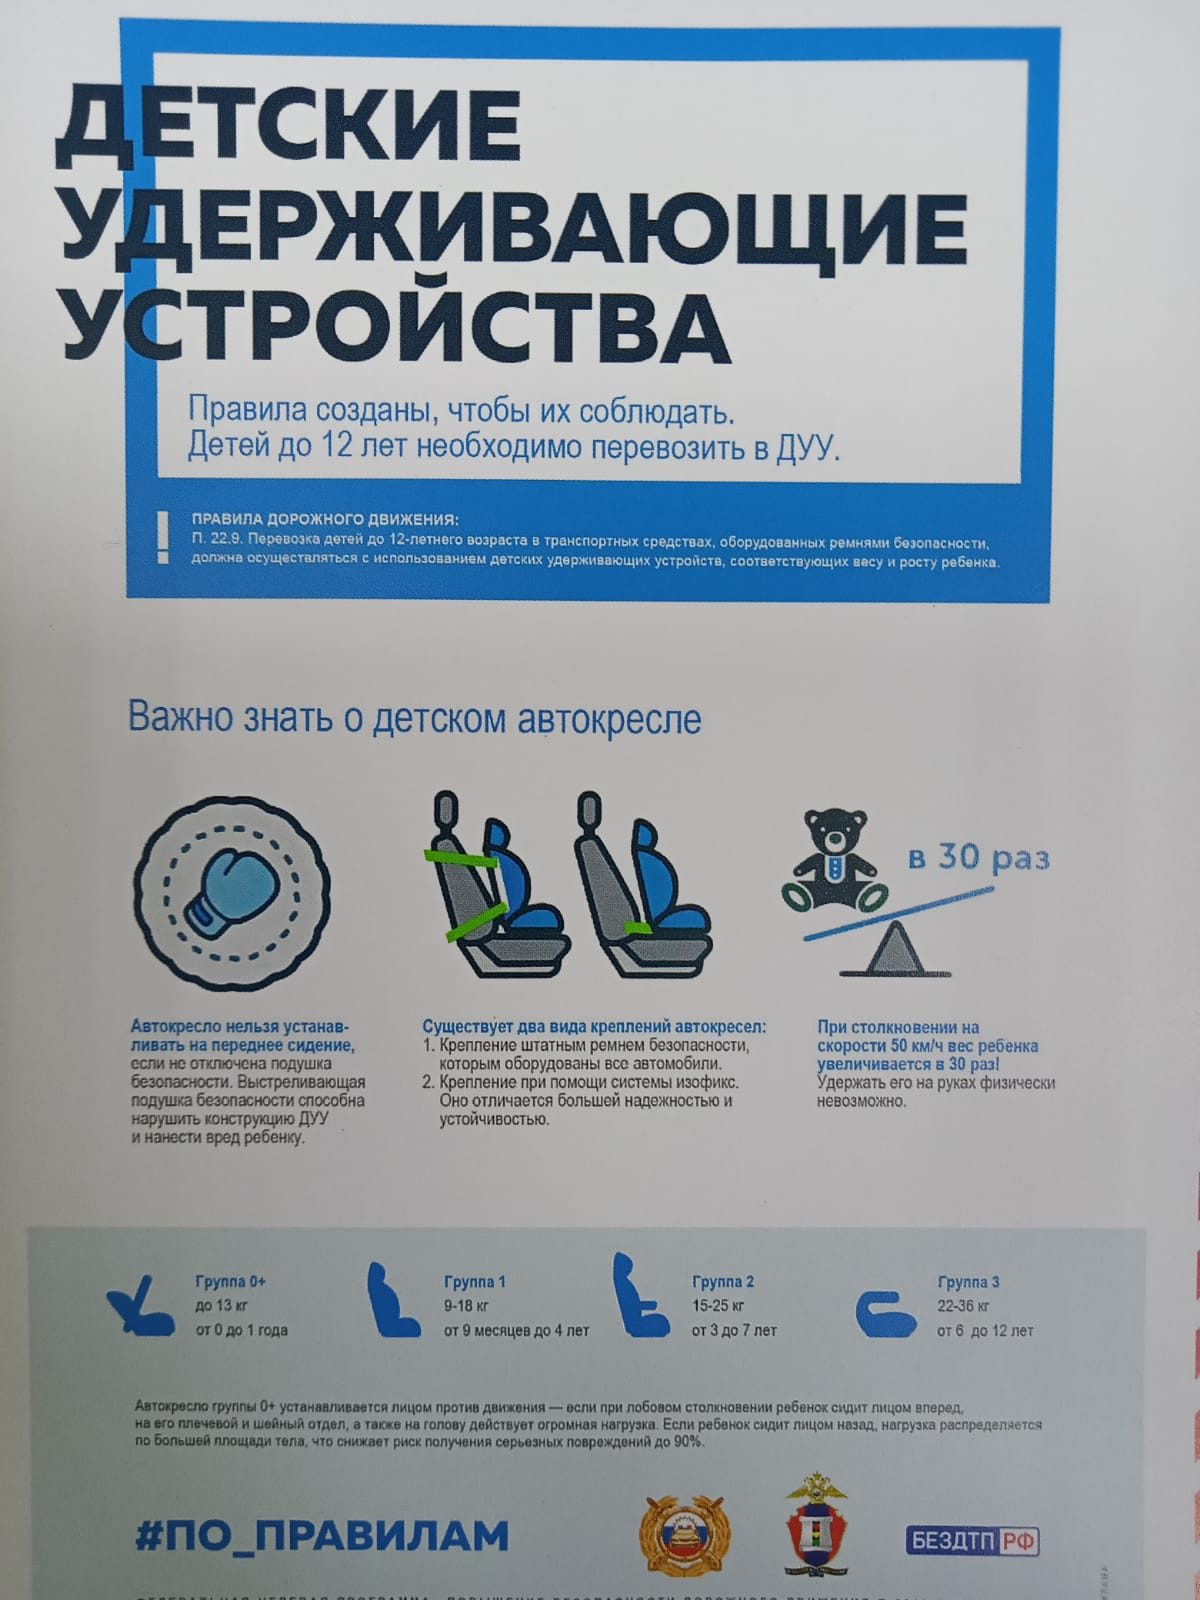 ДЕТСКИЕ
УДЕРЖИВАЮЩИЕ
УСТРОЙСТВА
Правила созданы, чтобы их соблюдать.
Детей до 12 лет необходимо перевозить в ДУУ.
! ПРАВИЛА ДОРОЖНОГО ДВИЖЕНИЯ:
П. 22.9. Перевозка детей до 12-летнего возраста в транспортных средствах, оборудованных ремнями безопасности,
должна осуществляться с использованием детских удерживающих устройств, соответствующих весу и росту ребенка.
Важно знать о детском автокресле
в 30 раз
Автокресло нельзя устанав-
ливать на переднее сидение,
если не отключена подушка
безопасности. Выстреливающая
подушка безопасности способна
нарушить конструкцию ДУУ
и нанести вред ребенку.
Существует два вида креплений автокресел:
1. Крепление штатным ремнем безопасности,
которым оборудованы все автомобили.
2. Крепление при помощи системы изофикс.
Оно отличается большей надежностью и
устойчивостью.
При столкновении на
скорости 50 км/ч вес ребенка
увеличивается в 30 раз!
Удержать его на руках физически
невозможно.
Группа 0+
до 13 кг
от 0 до 1 года
Группа 1
9-18 кг
от 9 месяцев до 4 лет
Группа 2
15-25 кг
от 3 до 7 лет
Группа 3
22-36 кг
от 6 до 12 лет
Автокресло группы 0+ устанавливается лицом против движения — если при лобовом столкновении ребенок сидит лицом вперед,
на его плечевой и шейный отдел, а также на голову действует огромная нагрузка. Если ребенок сидит лицом назад, нагрузка распределяется
по большей площади тела, что снижает риск получения серьезных повреждений до 90%.
#ПО_ПРАВИЛАМ
БЕЗДТП РФ